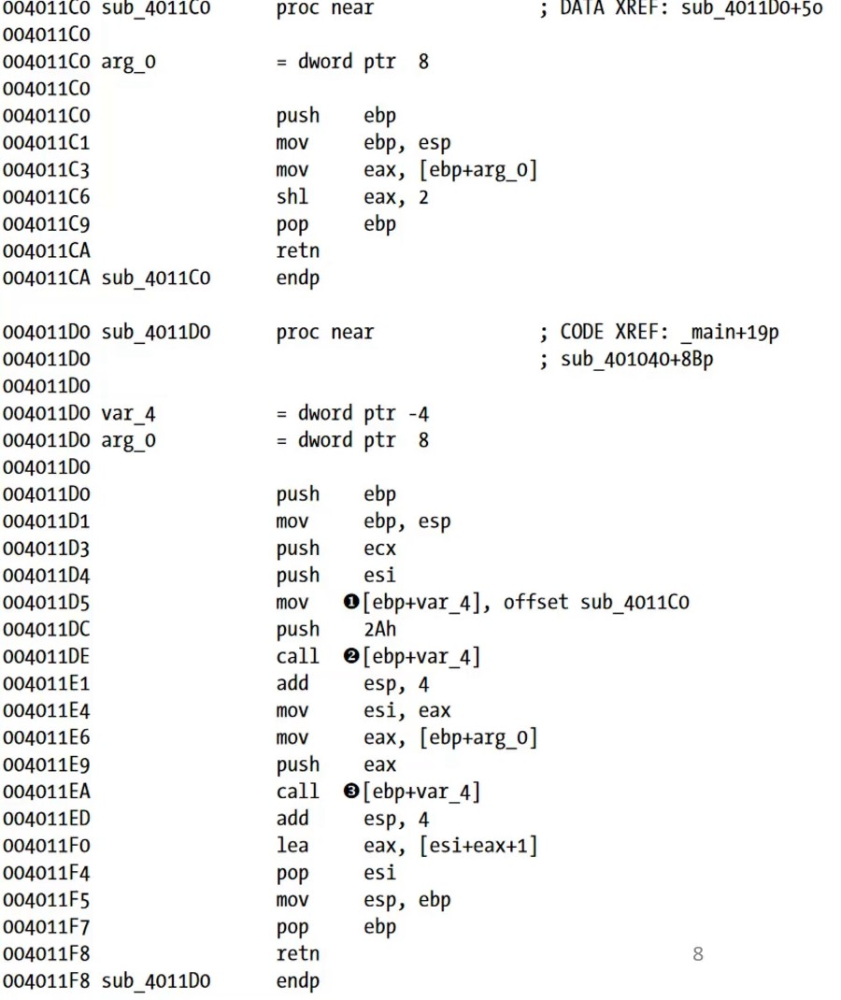 004011C0 sub_4011C0 proc near ; DATA XREF: sub_4011D0+5o
004011C0
004011C0 arg_0 = dword ptr 8
004011C0
004011C0 push ebp
004011C1 mov ebp, esp
004011C3 mov eax, [ebp+arg_0]
004011C6 shl eax, 2
004011C9 pop ebp
004011CA retn
004011CA sub_4011C0 endp
004011D0 sub_4011D0 proc near ; CODE XREF: _main+19p
004011D0 ; sub_401040+8Bp
004011D0
004011D0 var_4 = dword ptr -4
004011D0 arg_0 = dword ptr 8
004011D0
004011D0 push ebp
004011D1 mov ebp, esp
004011D3 push ecx
004011D4 push esi
004011D5 mov ❶[ebp+var_4], offset sub_4011C0
004011DC push 2Ah
004011DE call ❷[ebp+var_4]
004011E1 add esp, 4
004011E4 mov esi, eax
004011E6 mov eax, [ebp+arg_0]
004011E9 push eax
004011EA call ❸[ebp+var_4]
004011ED add esp, 4
004011F0 lea eax, [esi+eax+1]
004011F4 pop esi
004011F5 mov esp, ebp
004011F7 pop ebp
004011F8 retn
8
004011F8 sub_4011D0 endp